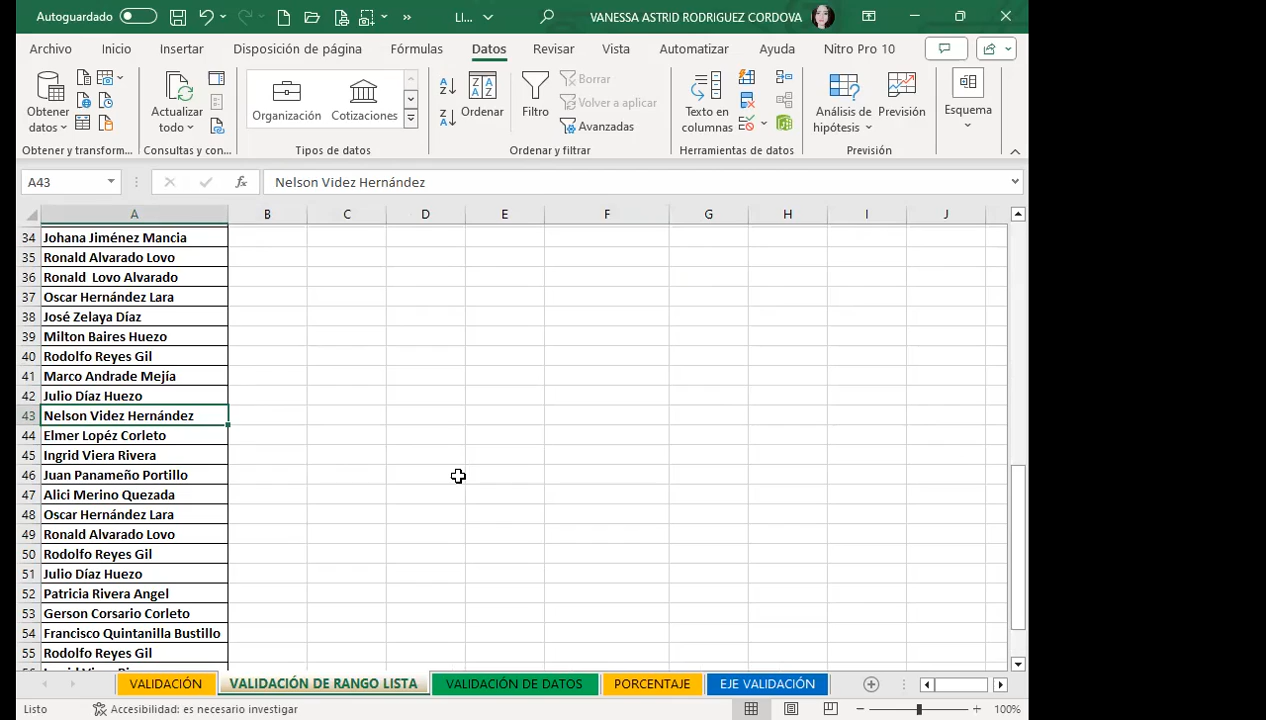 Autoguardado
LI...
VANESSA ASTRID RODRIGUEZ CORDOVA
Archivo Inicio Insertar Disposición de página Fórmulas Datos Revisar Vista Automatizar Ayuda Nitro Pro 10
Obtener datos
Actualizar todo
Organización
Cotizaciones
Ordenar
Filtro
Borrar
Volver a aplicar
Avanzadas
Texto en columnas
Análisis de hipótesis
Previsión
Esquema
Obtener y transform... Consultas y con... Tipos de datos Ordenar y filtrar Herramientas de datos Previsión
A43 fx Nelson Videz Hernández
A B C D E F G H I J
34 Johana Jiménez Mancia
35 Ronald Alvarado Lovo
36 Ronald  Lovo Alvarado
37 Oscar Hernández Lara
38 José Zelaya Díaz
39 Milton Baires Huezo
40 Rodolfo Reyes Gil
41 Marco Andrade Mejía
42 Julio Díaz Huezo
43 Nelson Videz Hernández
44 Elmer Lopéz Corleto
45 Ingrid Viera Rivera
46 Juan Panameño Portillo
47 Alici Merino Quezada
48 Oscar Hernández Lara
49 Ronald Alvarado Lovo
50 Rodolfo Reyes Gil
51 Julio Díaz Huezo
52 Patricia Rivera Angel
53 Gerson Corsario Corleto
54 Francisco Quintanilla Bustillo
55 Rodolfo Reyes Gil
VALIDACIÓN VALIDACIÓN DE RANGO LISTA VALIDACIÓN DE DATOS PORCENTAJE EJE VALIDACIÓN
Listo Accesibilidad: es necesario investigar 100%